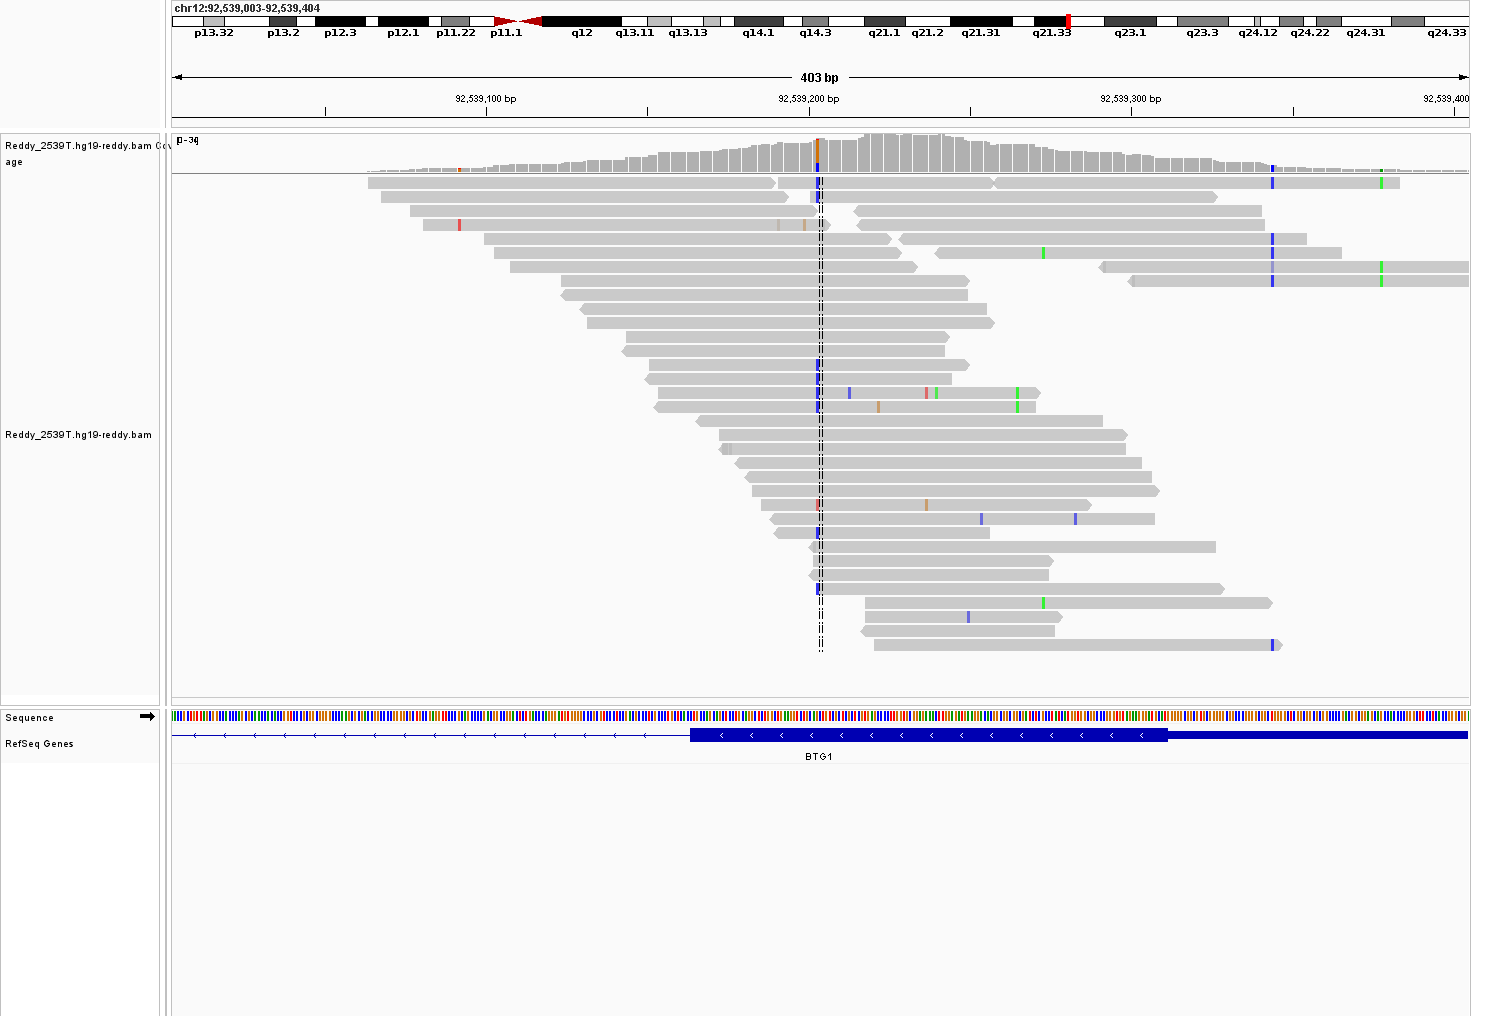 chr12:92,539,003-92,539,404
p13.32 p13.2 p12.3 p12.1 p11.22 p11.1 q12 q13.11 q13.13 q14.1 q14.3 q21.1 q21.2 q21.31 q21.33 q23.1 q23.3 q24.12 q24.22 q24.31 q24.33
403 bp
92,539,100 bp 92,539,200 bp 92,539,300 bp 92,539,400
Reddy_2539T.hg19-reddy.bam Cov
age
Reddy_2539T.hg19-reddy.bam
Sequence
RefSeq Genes
BTG1